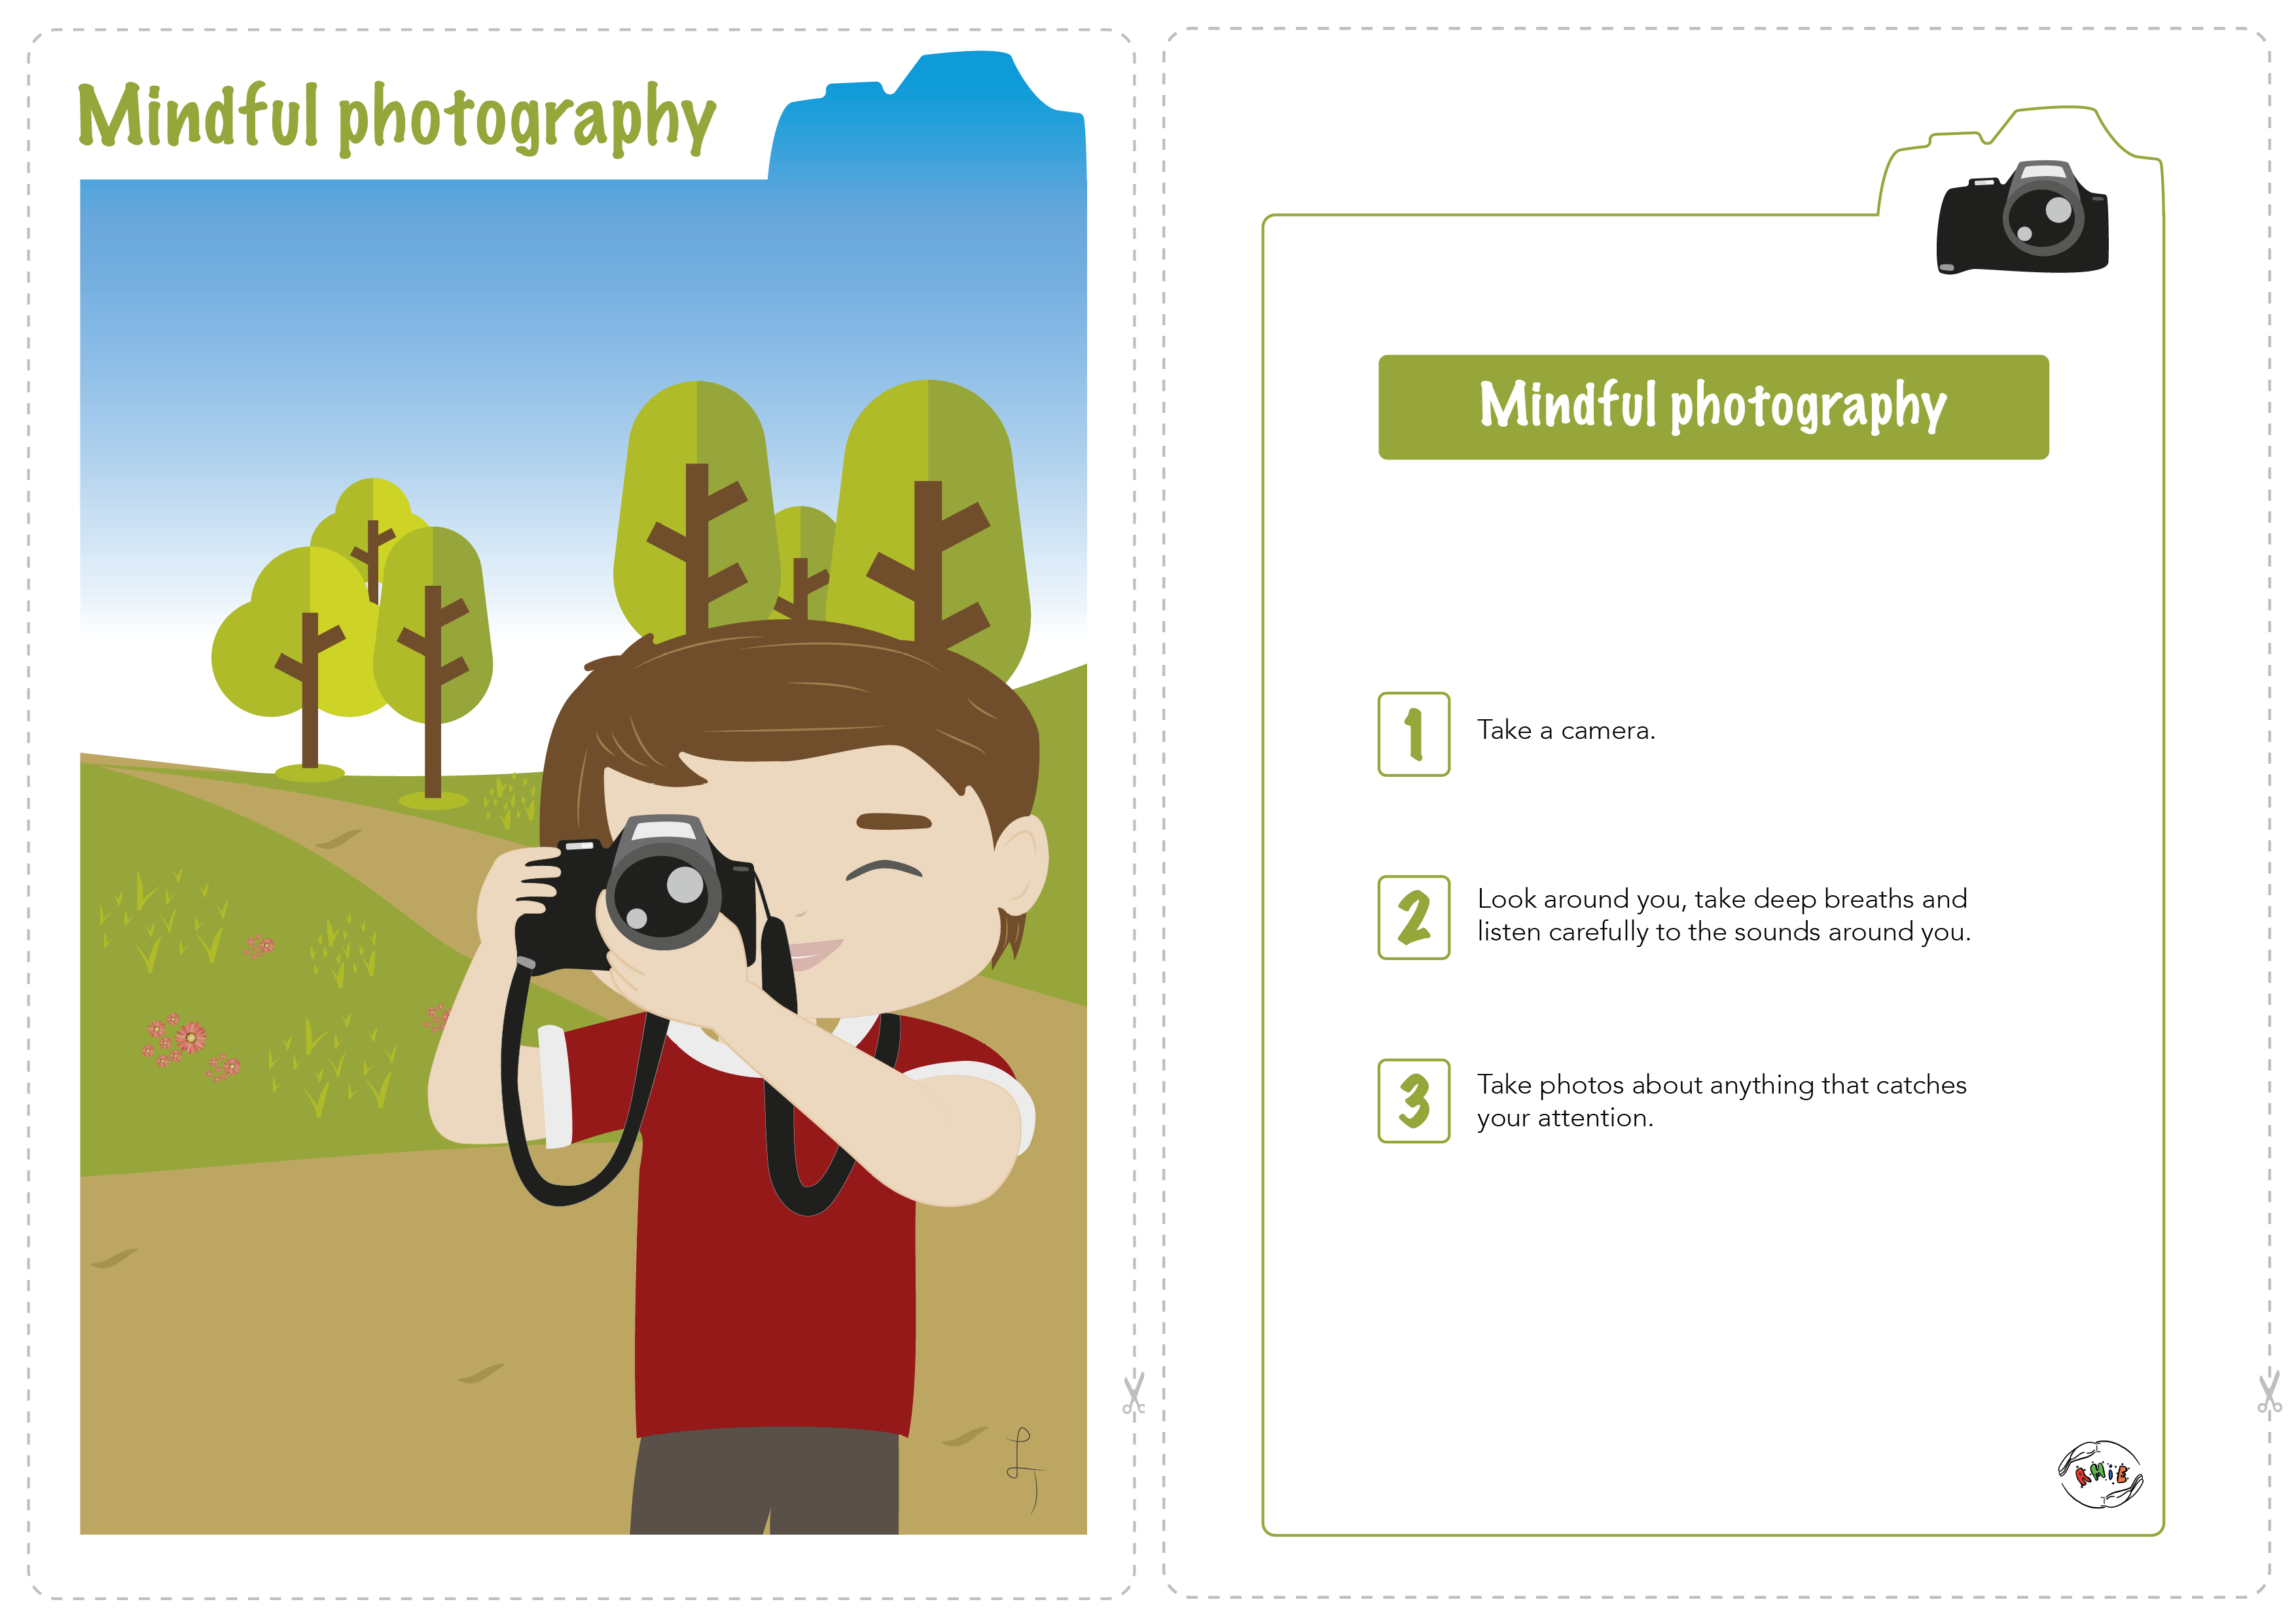 Mindful photography
Mindful photography
1
Take a camera.
2
Look around you, take deep breaths and
listen carefully to the sounds around you.
3
Take photos about anything that catches
your attention.
RMiE